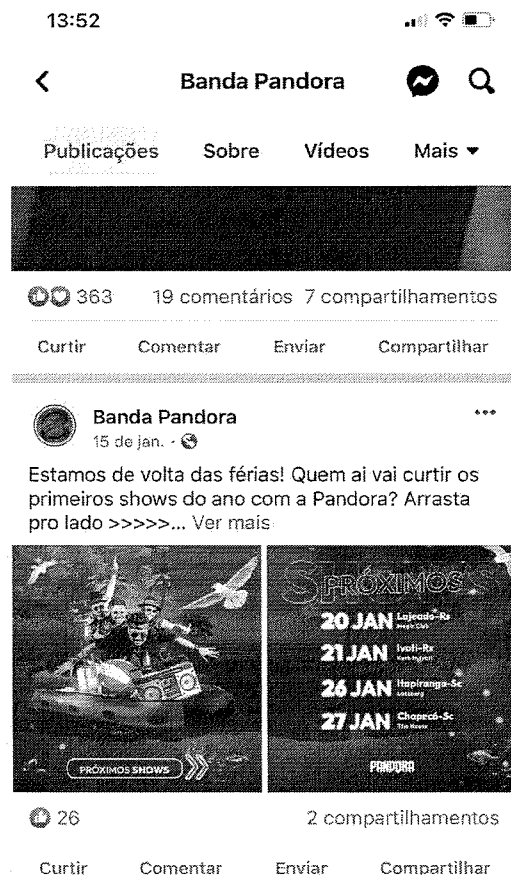 13:52
Banda Pandora
Publicações Sobre Vídeos Mais
363 19 comentários 7 compartilhamentos
Curtir Comentar Enviar Compartilhar
Banda Pandora
15 de jan.
Estamos de volta das férias! Quem ai vai curtir os
primeiros shows do ano com a Pandora? Arrasta
pro lado >>>>>... Ver mais
PRÓXIMOS SHOWS
PRÓXIMOS
20 JAN Lajeado-Rs
21 JAN Ivoti-Rs
26 JAN Itapiranga-Sc
27 JAN Chapecó-Sc
PANDORA
26 2 compartilhamentos
Curtir Comentar Enviar Compartilhar